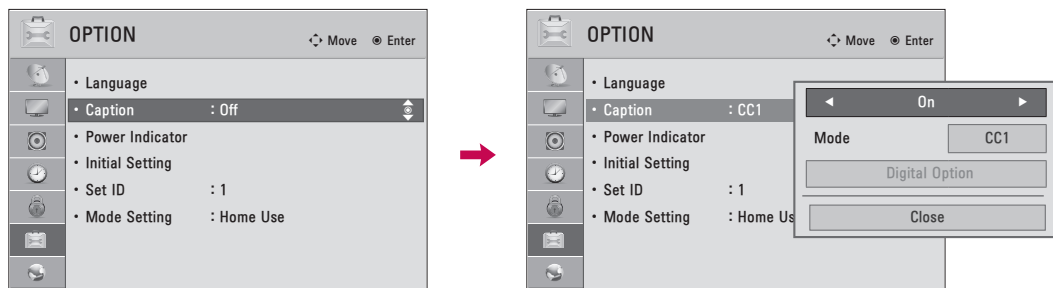 OPTION
Move Enter
• Language
• Caption : Off
• Power Indicator
• Initial Setting
• Set ID : 1
• Mode Setting : Home Use
OPTION
Move Enter
• Language
• Caption : CC1
• Power Indicator
• Initial Setting
• Set ID : 1
• Mode Setting : Home Us
◀ On ▶
Mode CC1
Digital Option
Close